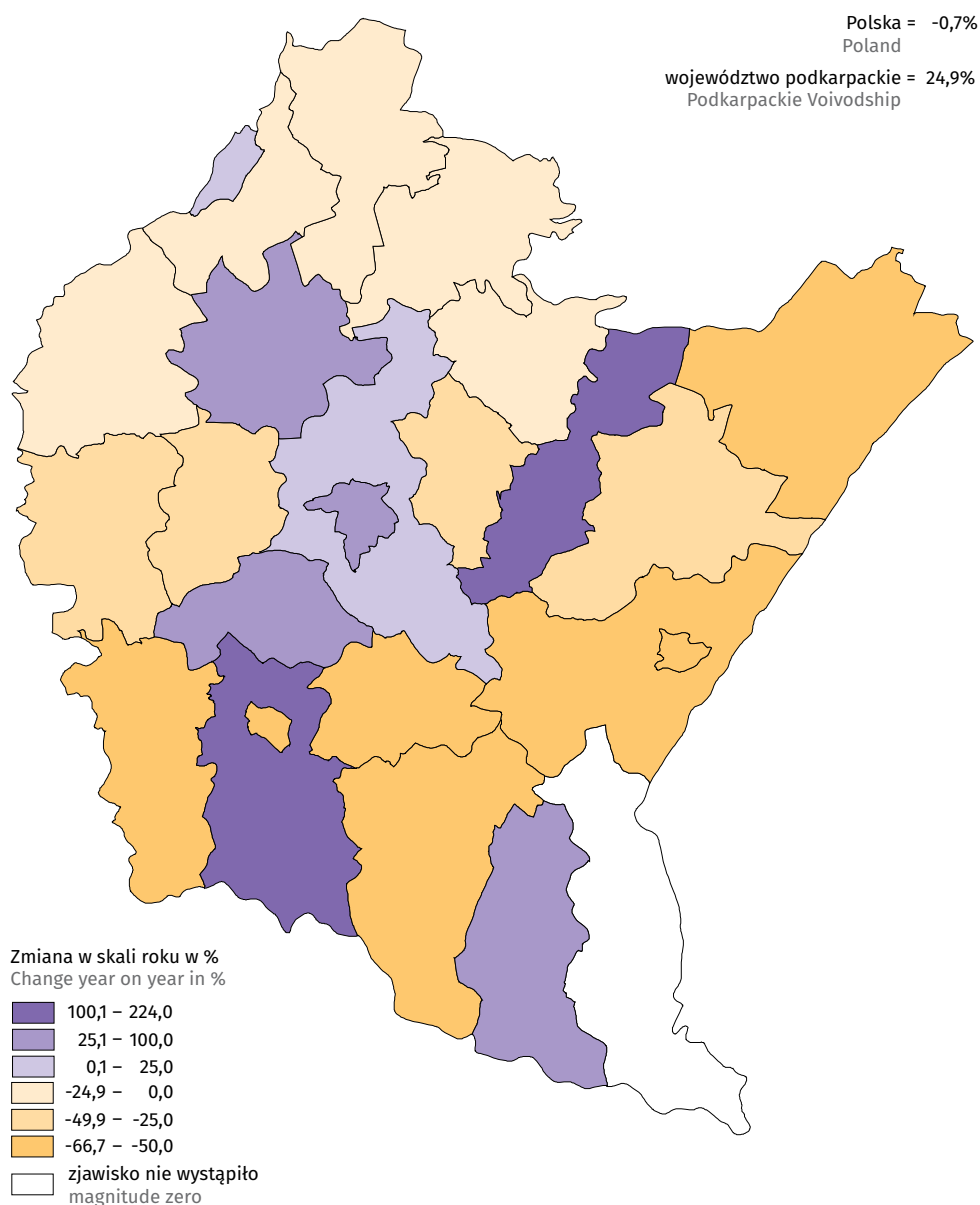 Polska = -0,7%
Poland
województwo podkarpackie = 24,9%
Podkarpackie Voivodship
Zmiana w skali roku w %
Change year on year in %
100,1 – 224,0
25,1 – 100,0
0,1 – 25,0
-24,9 – 0,0
-49,9 – -25,0
-66,7 – -50,0
zjawisko nie wystąpiło
magnitude zero